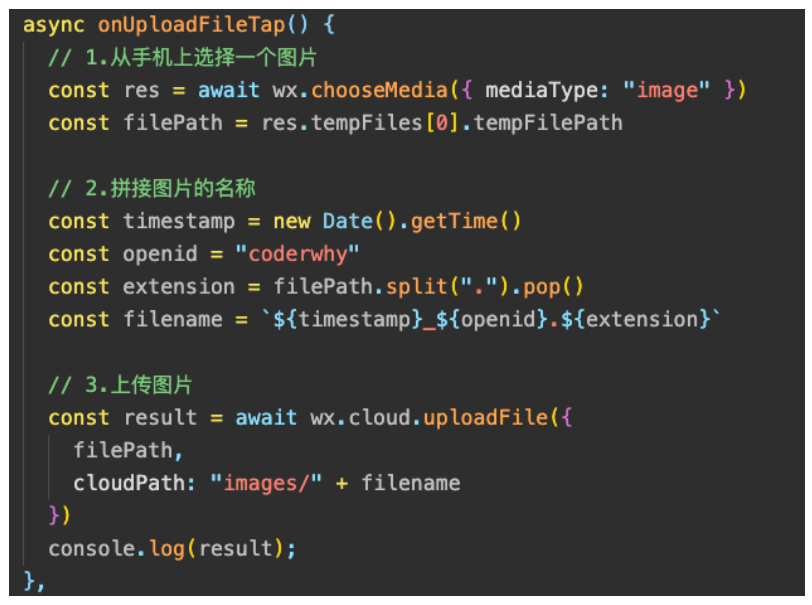 async onUploadFileTap() {
// 1.从手机上选择一个图片
const res = await wx.chooseMedia({ mediaType: "image" })
const filePath = res.tempFiles[0].tempFilePath
// 2.拼接图片的名称
const timestamp = new Date().getTime()
const openid = "coderwhy"
const extension = filePath.split(".").pop()
const filename = `${timestamp}_${openid}.${extension}`
// 3.上传图片
const result = await wx.cloud.uploadFile({
filePath,
cloudPath: "images/" + filename
})
console.log(result);
},